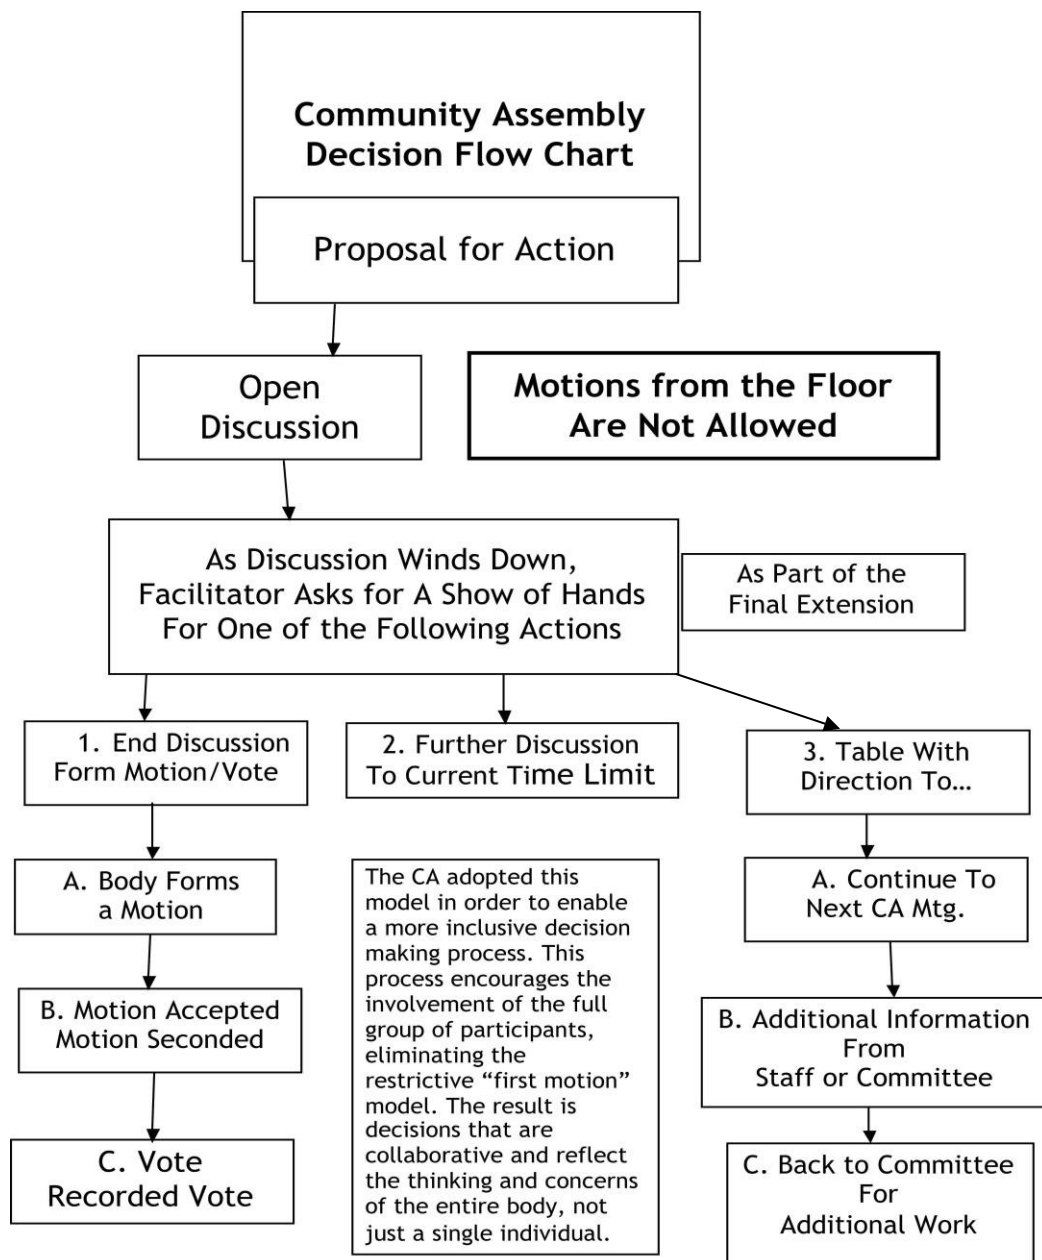 Community Assembly
Decision Flow Chart
Proposal for Action
Open
Discussion
Motions from the Floor
Are Not Allowed
As Discussion Winds Down,
Facilitator Asks for A Show of Hands
For One of the Following Actions
As Part of the
Final Extension
1. End Discussion
Form Motion/Vote
2. Further Discussion
To Current Time Limit
3. Table With
Direction To…
A. Body Forms
a Motion
B. Motion Accepted
Motion Seconded
C. Vote
Recorded Vote
The CA adopted this
model in order to enable
a more inclusive decision
making process. This
process encourages the
involvement of the full
group of participants,
eliminating the
restrictive “first motion”
model. The result is
decisions that are
collaborative and reflect
the thinking and concerns
of the entire body, not
just a single individual.
A. Continue To
Next CA Mtg.
B. Additional Information
From
Staff or Committee
C. Back to Committee
For
Additional Work